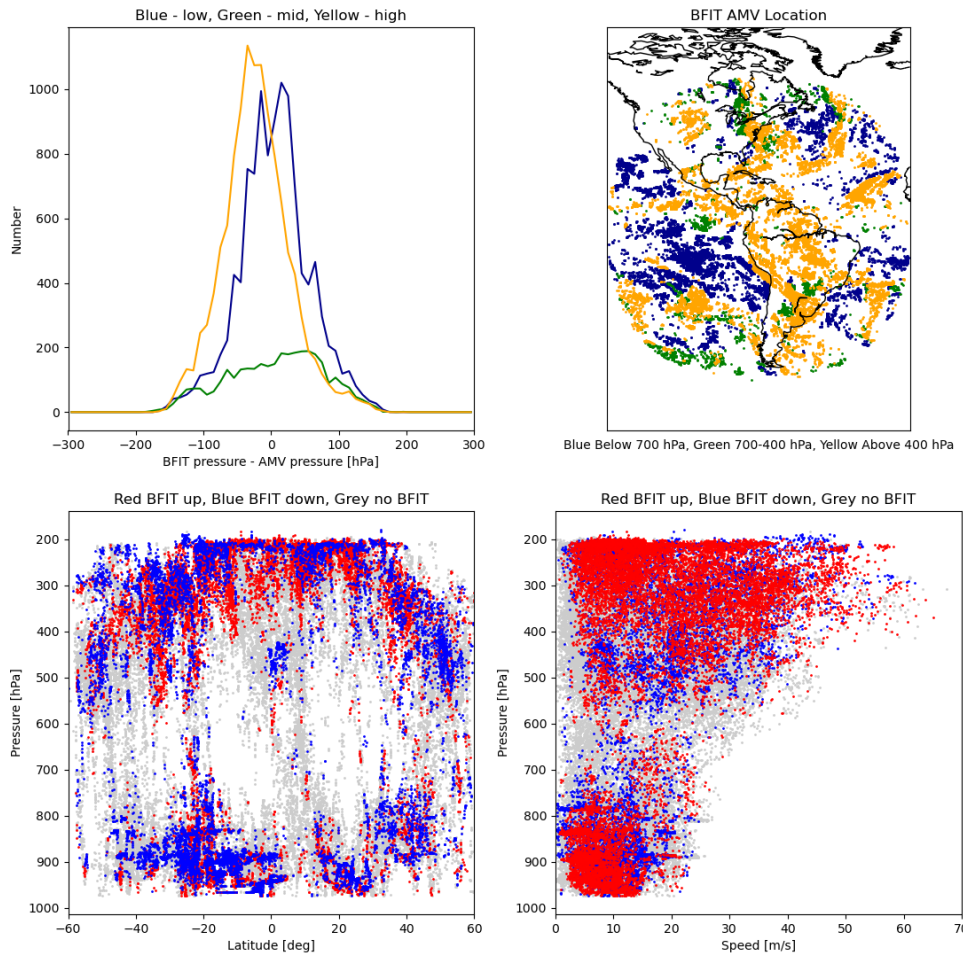 Blue - low, Green - mid, Yellow - high
1000
800
600
400
200
0
Number
−300 −200 −100 0 100 200 300
BFIT pressure - AMV pressure [hPa]
BFIT AMV Location
Blue Below 700 hPa, Green 700-400 hPa, Yellow Above 400 hPa
Red BFIT up, Blue BFIT down, Grey no BFIT
200
300
400
500
600
700
800
900
1000
Pressure [hPa]
−60 −40 −20 0 20 40 60
Latitude [deg]
Red BFIT up, Blue BFIT down, Grey no BFIT
200
300
400
500
600
700
800
900
1000
Pressure [hPa]
0 10 20 30 40 50 60
Speed [m/s]